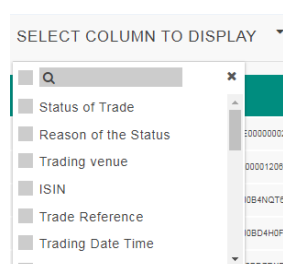 SELECT COLUMN TO DISPLAY
Status of Trade
Reason of the Status
Trading venue
ISIN
Trade Reference
Trading Date Time